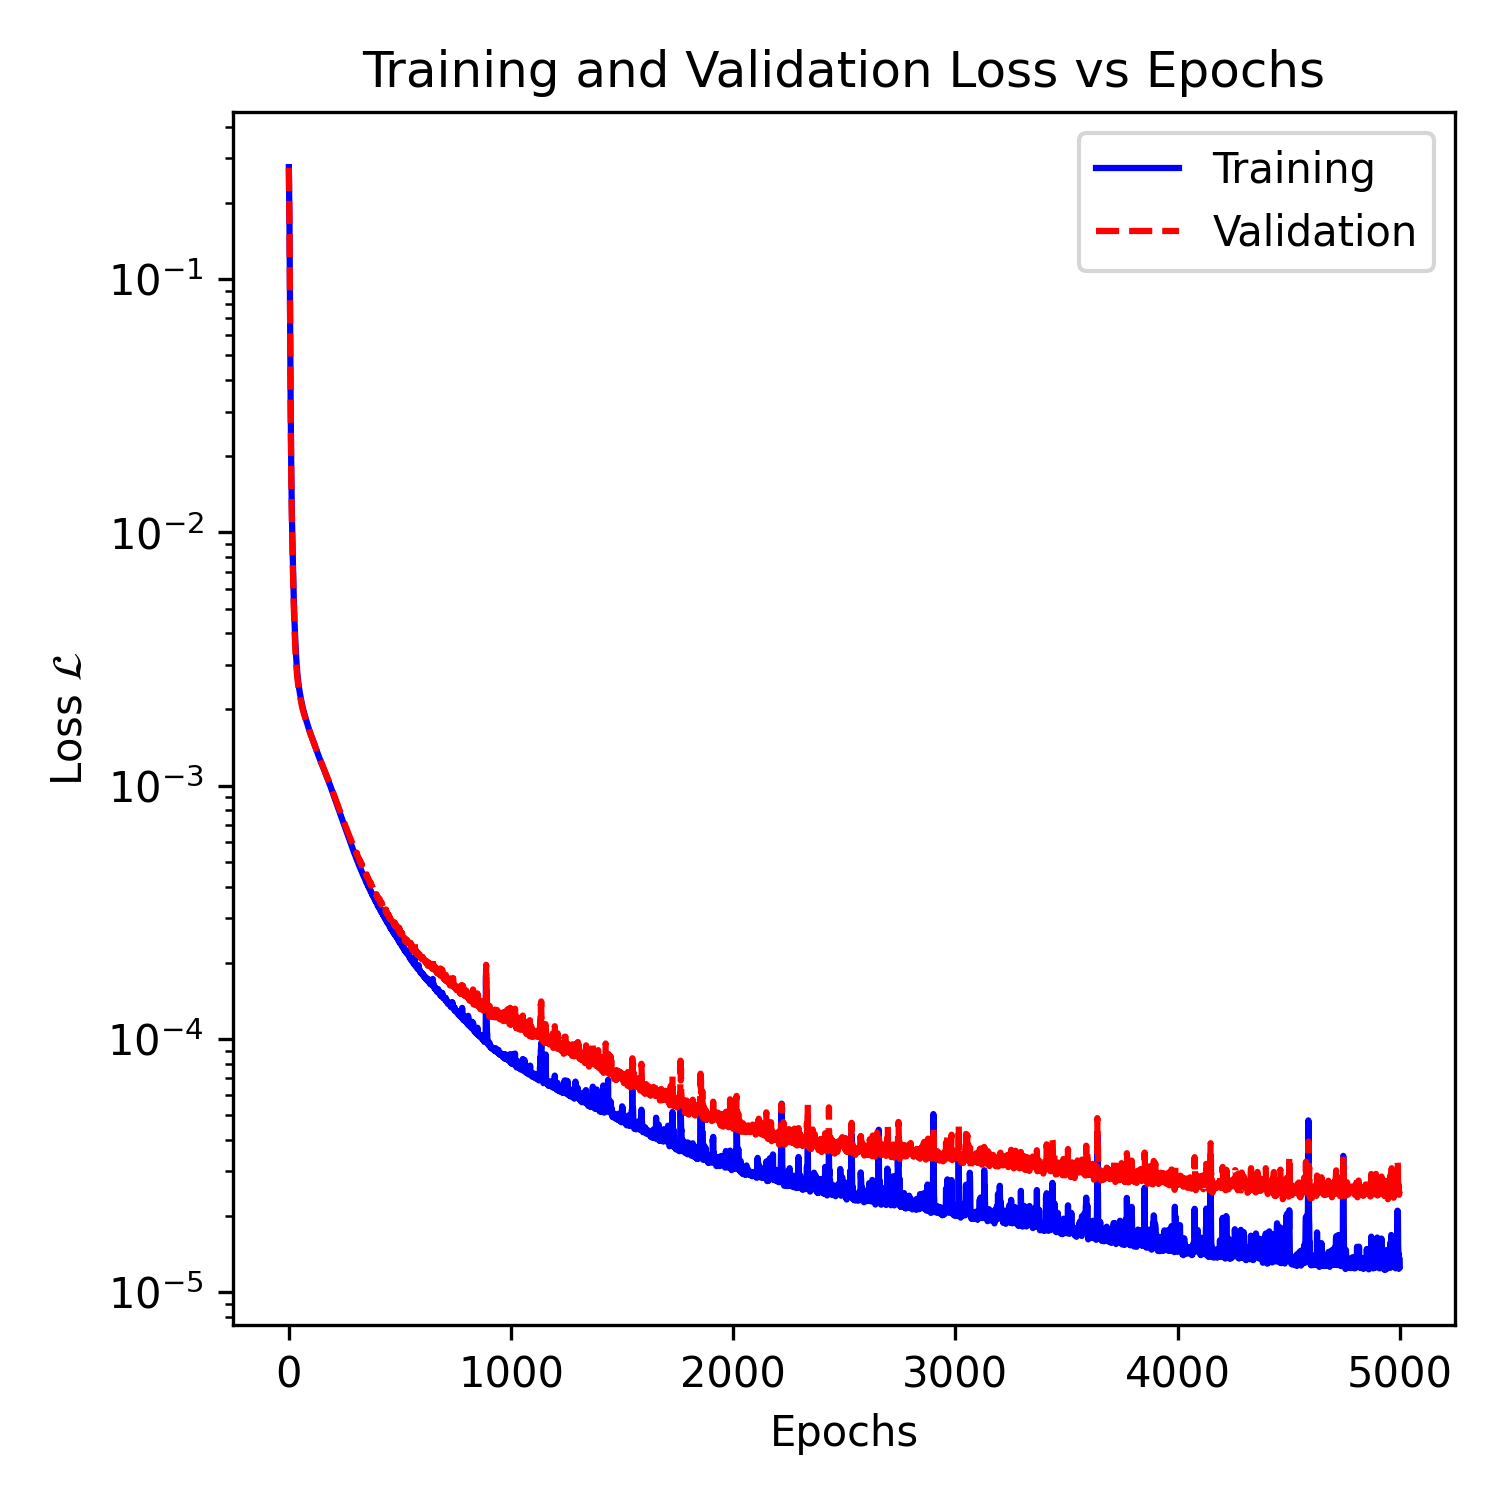 Training and Validation Loss vs Epochs
Training
Validation
10⁻¹
10⁻²
10⁻³
10⁻⁴
10⁻⁵
Loss ℒ
0 1000 2000 3000 4000 5000
Epochs